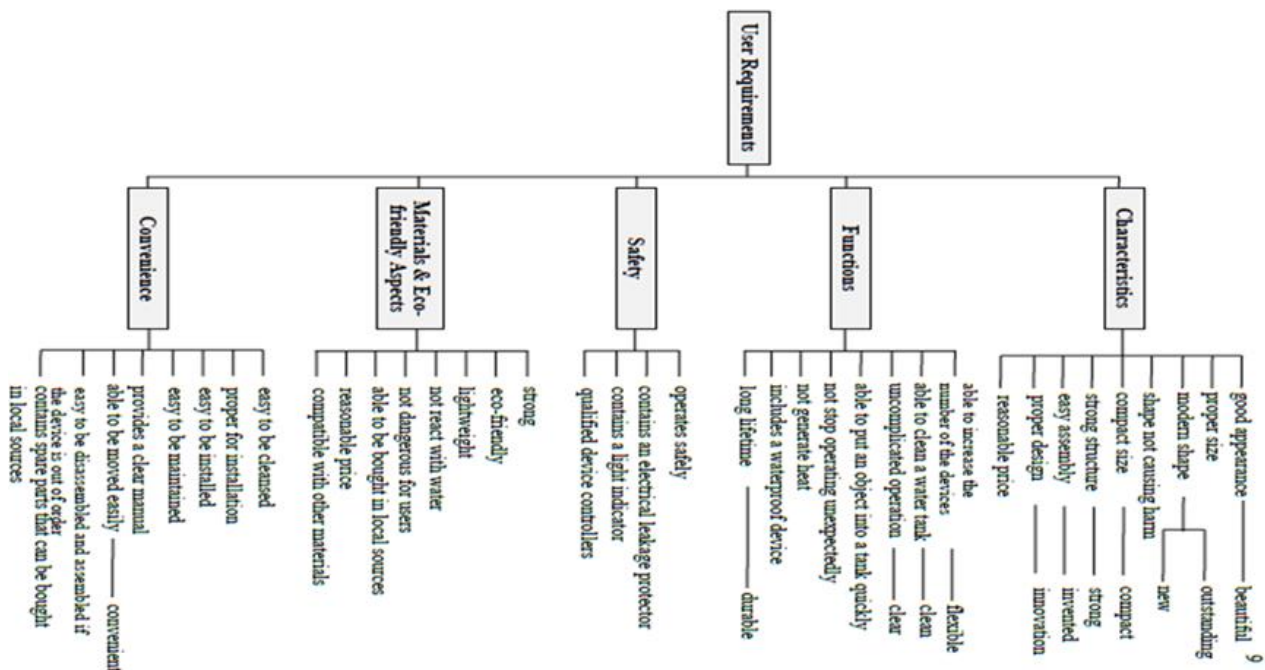 9
User Requirements
Characteristics
good appearance
beautiful
proper size
modern shape
outstanding
new
shape not causing harm
compact size
compact
strong structure
strong
easy assembly
invented
proper design
innovation
reasonable price
Functions
able to increase the
number of the devices
flexible
able to clean a water tank
clean
uncomplicated operation
clear
able to put an object into a tank quickly
not stop operating unexpectedly
not generate heat
includes a waterproof device
long lifetime
durable
Safety
operates safely
contains an electrical leakage protector
contains a light indicator
qualified device controllers
Materials & Eco-
friendly Aspects
strong
eco-friendly
lightweight
not react with water
not dangerous for users
able to be bought in local sources
reasonable price
compatible with other materials
Convenience
easy to be cleansed
proper for installation
easy to be installed
easy to be maintained
provides a clear manual
able to be moved easily
convenient
easy to be disassembled and assembled if
the device is out of order
contains spare parts that can be bought
in local sources